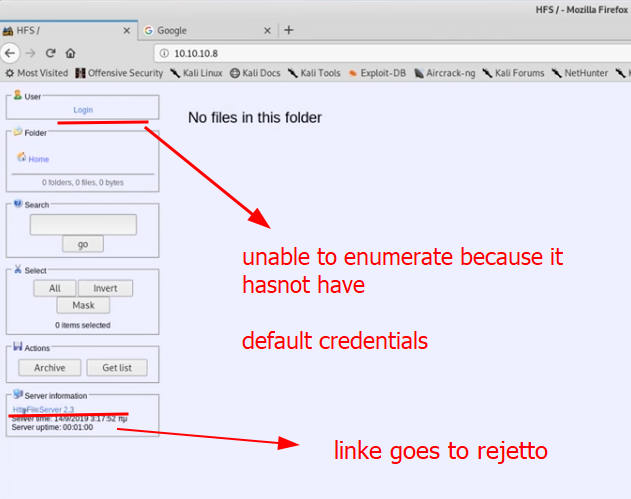 HFS / - Mozilla Firefox
HFS /
Google
10.10.10.8
Most Visited
Offensive Security
Kali Linux
Kali Docs
Kali Tools
Exploit-DB
Aircrack-ng
Kali Forums
NetHunter
User
Login
Folder
Home
0 folders, 0 files, 0 bytes
Search
go
Select
All
Invert
Mask
0 items selected
Actions
Archive
Get list
Server information
HttpFileServer 2.3
Server time: 14/9/2019 3:17:52 πμ
Server uptime: 00:01:00
No files in this folder
unable to enumerate because it
hasnot have
default credentials
linke goes to rejetto